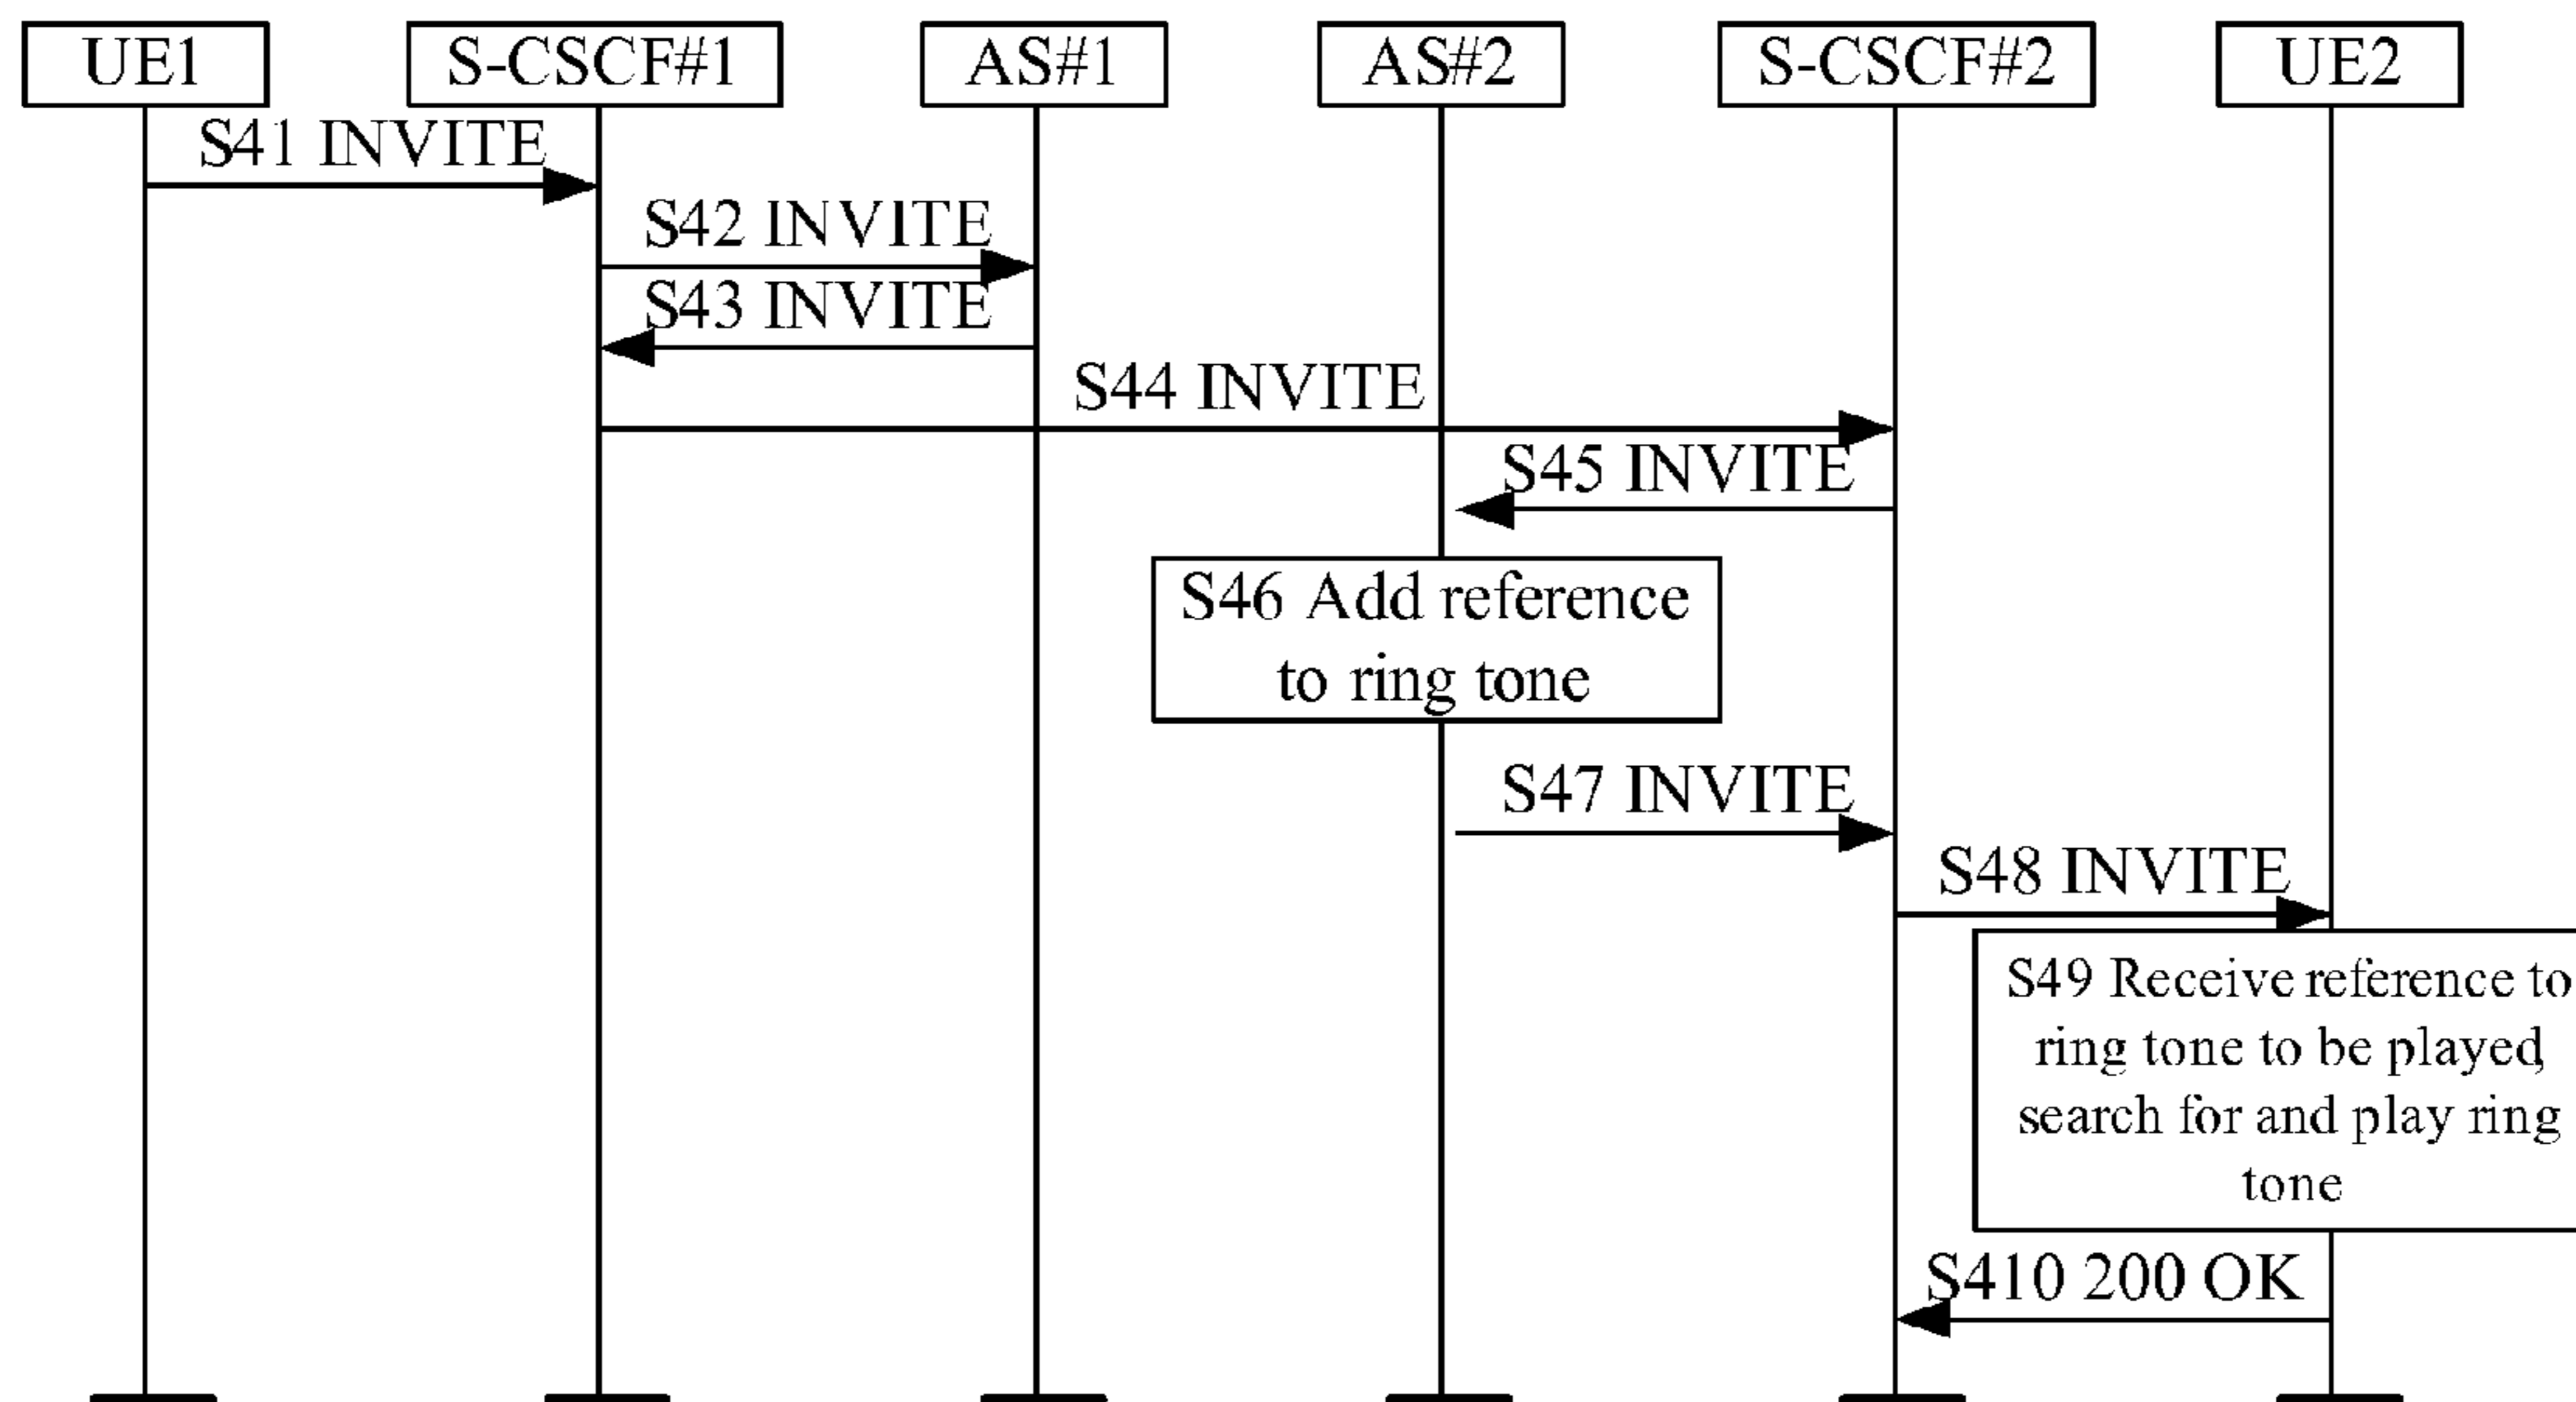 UE1
S-CSCF#1
AS#1
AS#2
S-CSCF#2
UE2
S41 INVITE
S42 INVITE
S43 INVITE
S44 INVITE
S45 INVITE
S46 Add reference
to ring tone
S47 INVITE
S48 INVITE
S49 Receive reference to
ring tone to be played,
search for and play ring
tone
S410 200 OK